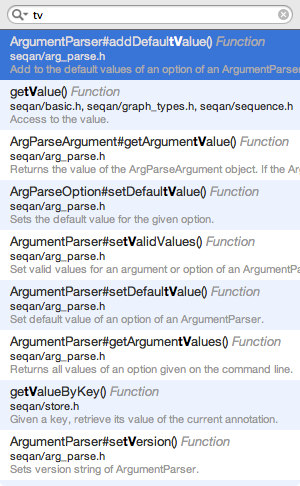 tv
ArgumentParser#addDefaultValue() Function
seqan/arg_parse.h
Add to the default values of an option of an ArgumentParser
getValue() Function
seqan/basic.h, seqan/graph_types.h, seqan/sequence.h
Access to the value.
ArgParseArgument#getArgumentValue() Function
seqan/arg_parse.h
Returns the value of the ArgParseArgument object. If the Ar
ArgParseOption#setDefaultValue() Function
seqan/arg_parse.h
Sets the default value for the given option.
ArgumentParser#setValidValues() Function
seqan/arg_parse.h
Set valid values for an argument or option of an ArgumentPa
ArgumentParser#setDefaultValue() Function
seqan/arg_parse.h
Set default value of an option of an ArgumentParser.
ArgumentParser#getArgumentValues() Function
seqan/arg_parse.h
Returns all values of an option given on the command line.
getValueByKey() Function
seqan/store.h
Given a key, retrieve its value of the current annotation.
ArgumentParser#setVersion() Function
seqan/arg_parse.h
Sets version string of ArgumentParser.